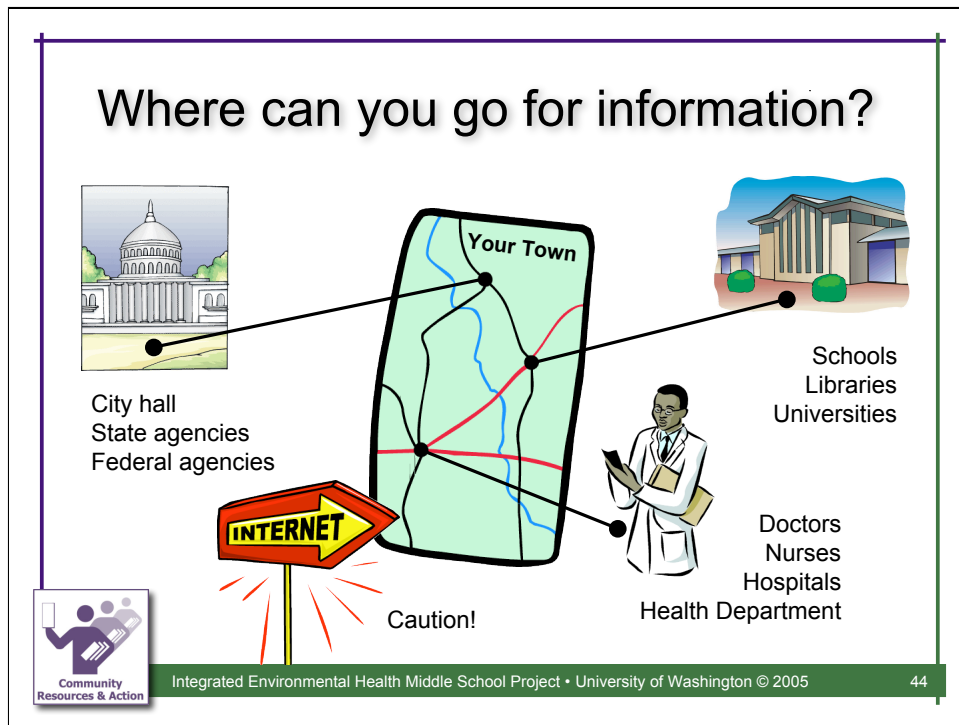 Where can you go for information?
Your Town
City hall
State agencies
Federal agencies
Schools
Libraries
Universities
INTERNET
Doctors
Nurses
Hospitals
Health Department
Caution!
Community
Resources & Action
Integrated Environmental Health Middle School Project • University of Washington © 2005
44